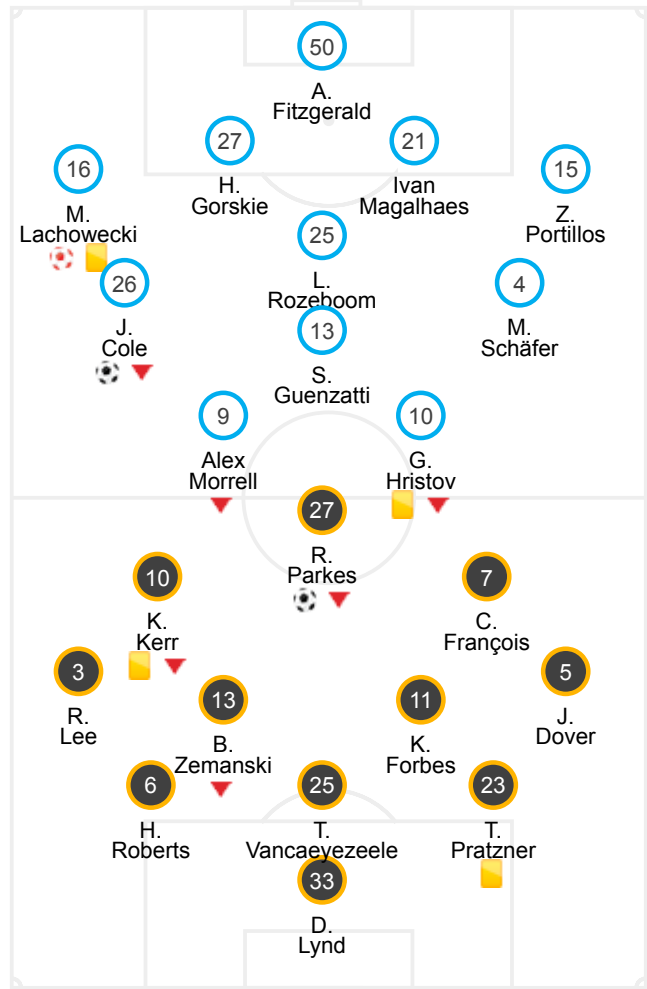 50
A.
Fitzgerald
27
H.
Gorskie
21
Ivan
Magalhaes
16
M.
Lachowecki
15
Z.
Portillos
25
L.
Rozeboom
26
J.
Cole
4
M.
Schäfer
13
S.
Guenzatti
9
Alex
Morrell
10
G.
Hristov
27
R.
Parkes
10
K.
Kerr
7
C.
François
3
R.
Lee
5
J.
Dover
13
B.
Zemanski
11
K.
Forbes
6
H.
Roberts
25
T.
Vancaeyezeele
23
T.
Pratzner
33
D.
Lynd